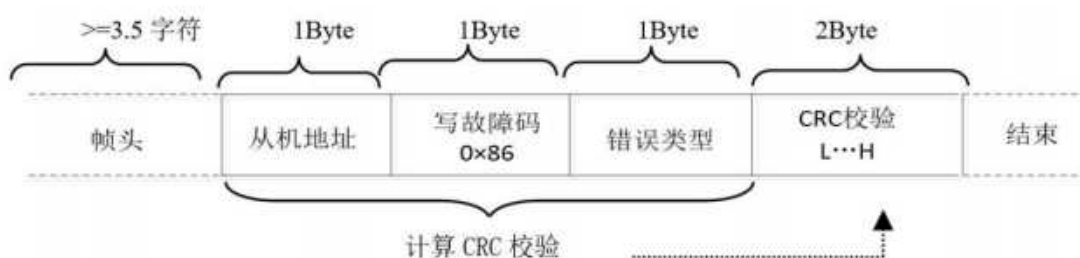 >=3.5 字符 1Byte 1Byte 1Byte 2Byte
帧头 从机地址 写故障码 0×86 错误类型 CRC校验 L⋯H 结束
计算 CRC 校验